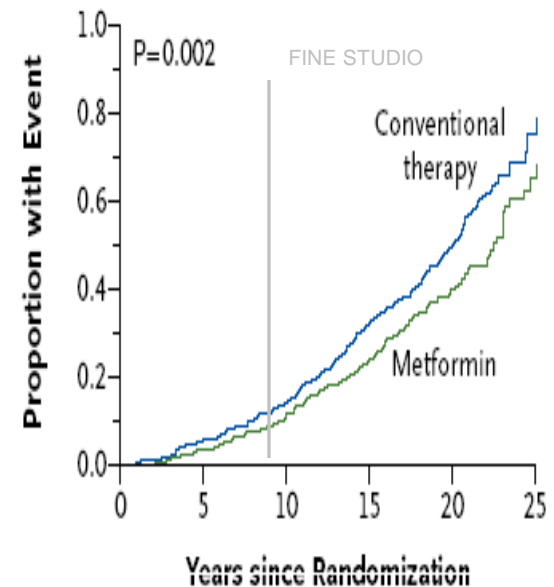 1.0
P=0.002
FINE STUDIO
0.8
Conventional
therapy
0.6
Proportion with Event
0.4
Metformin
0.2
0.0
0 5 10 15 20 25
Years since Randomization